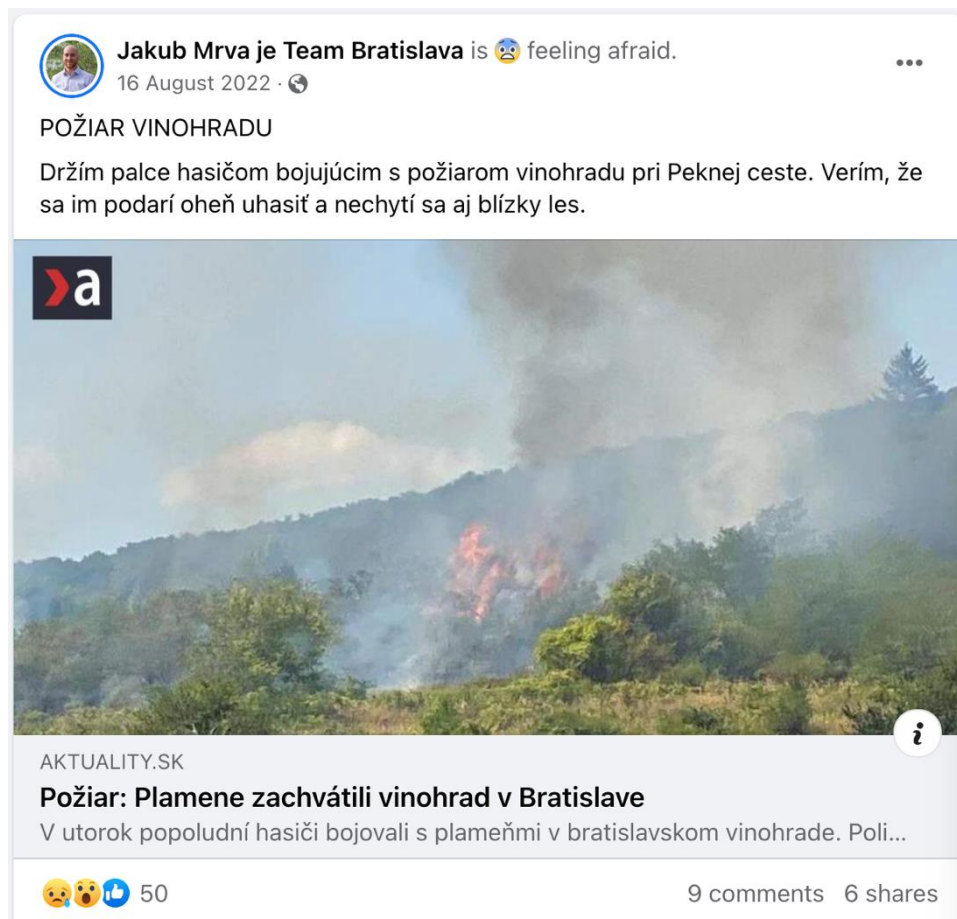 Jakub Mrva je Team Bratislava is 😨 feeling afraid.
16 August 2022 ·
POŽIAR VINOHRADU
Držím palce hasičom bojujúcim s požiarom vinohradu pri Peknej ceste. Verím, že
sa im podarí oheň uhasiť a nechytí sa aj blízky les.
a
i
AKTUALITY.SK
Požiar: Plamene zachvátili vinohrad v Bratislave
V utorok popoludní hasiči bojovali s plameňmi v bratislavskom vinohrade. Poli...
50
9 comments 6 shares